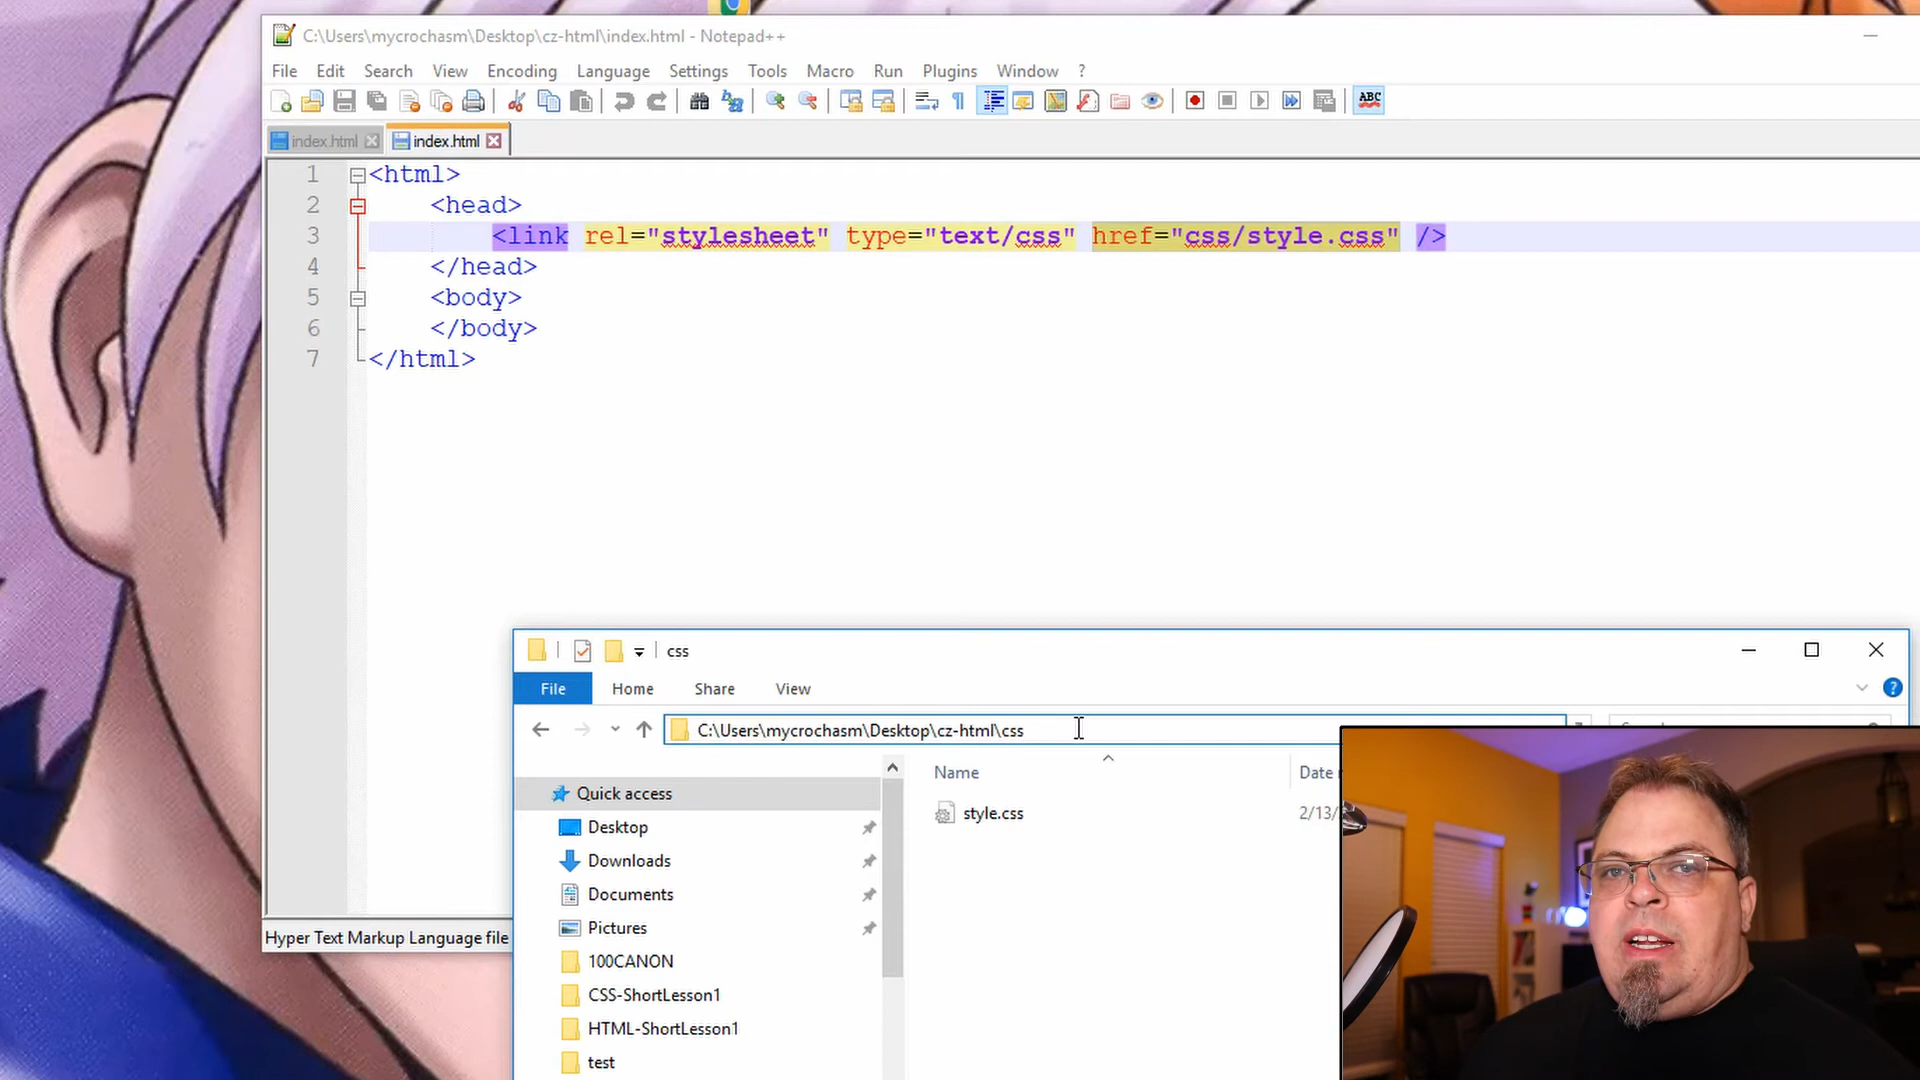 C:\Users\mycrochasm\Desktop\cz-html\index.html - Notepad++
File Edit Search View Encoding Language Settings Tools Macro Run Plugins Window ?
ABC
index.html index.html
1 <html>
2 <head>
3 <link rel="stylesheet" type="text/css" href="css/style.css" />
4 </head>
5 <body>
6 </body>
7 </html>
css
File Home Share View
C:\Users\mycrochasm\Desktop\cz-html\css
Name Date
Quick access
style.css 2/13/
Desktop
Downloads
Documents
Pictures
Hyper Text Markup Language file
100CANON
CSS-ShortLesson1
HTML-ShortLesson1
test